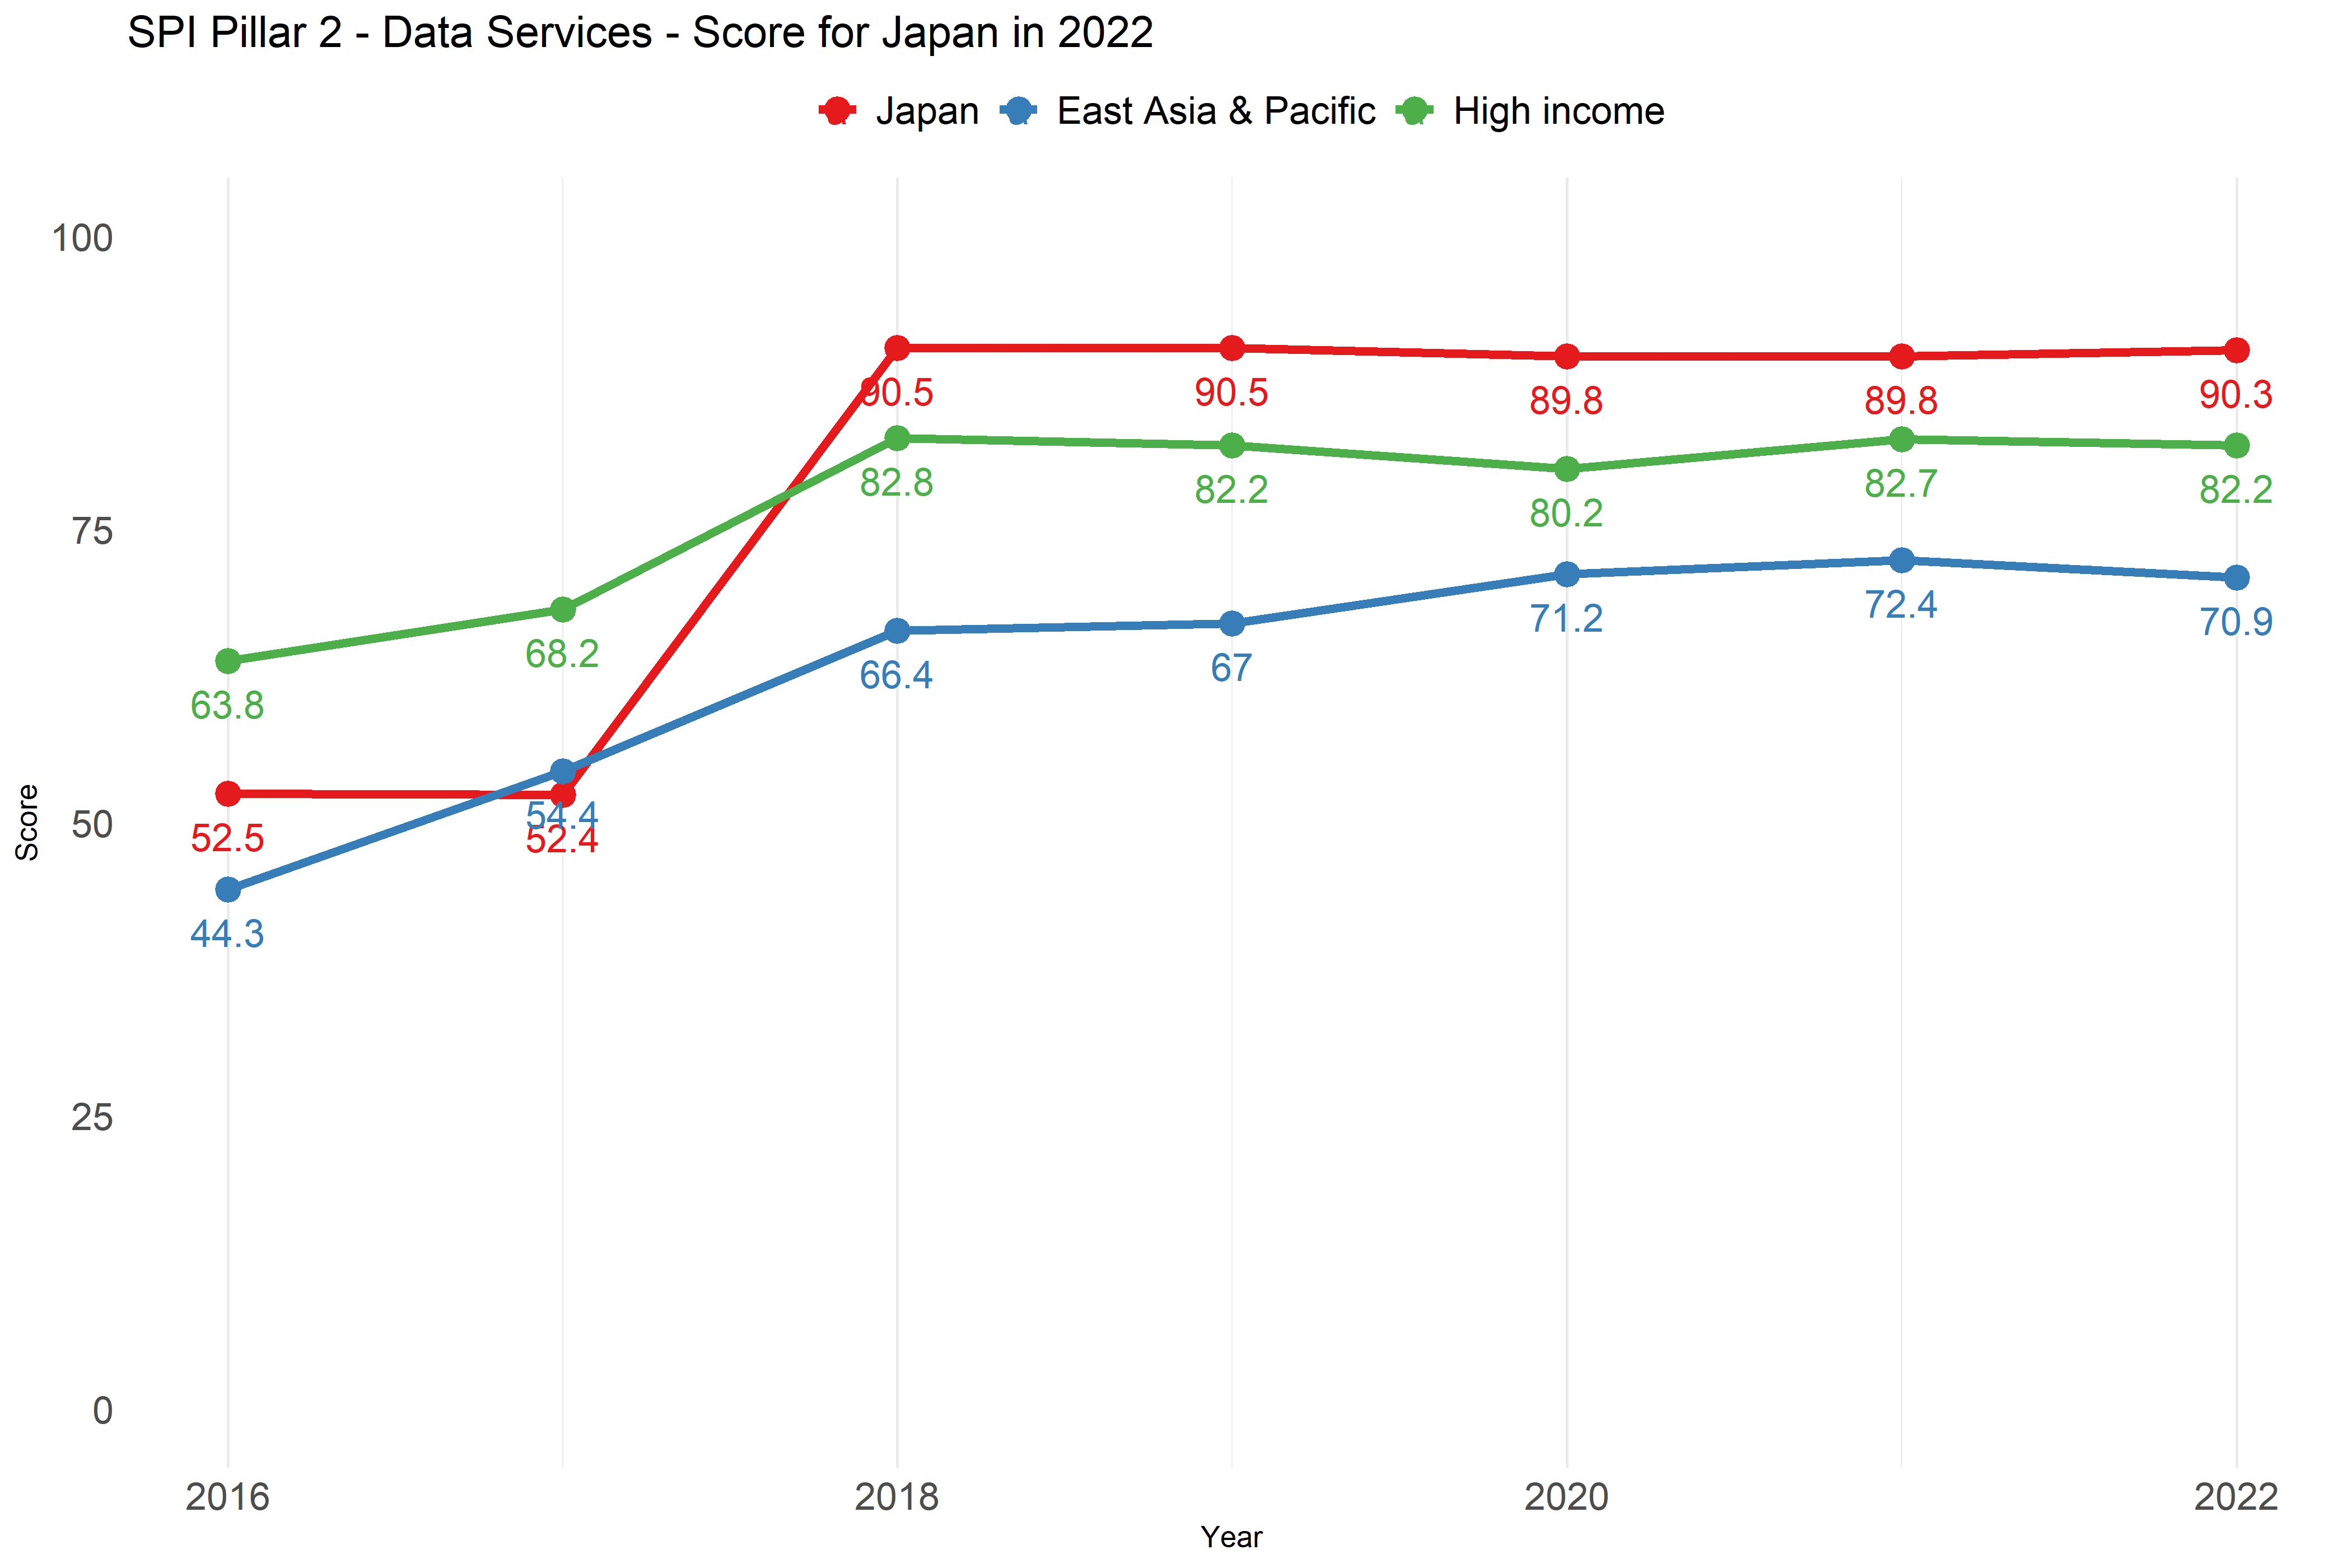 SPI Pillar 2 - Data Services - Score for Japan in 2022
Japan East Asia & Pacific High income
100
75
50
25
0
Score
90.5 90.5 89.8 89.8 90.3
82.8 82.2 80.2 82.7 82.2
63.8 68.2
66.4 67 71.2 72.4 70.9
52.5 54.4
52.4
44.3
2016 2018 2020 2022
Year